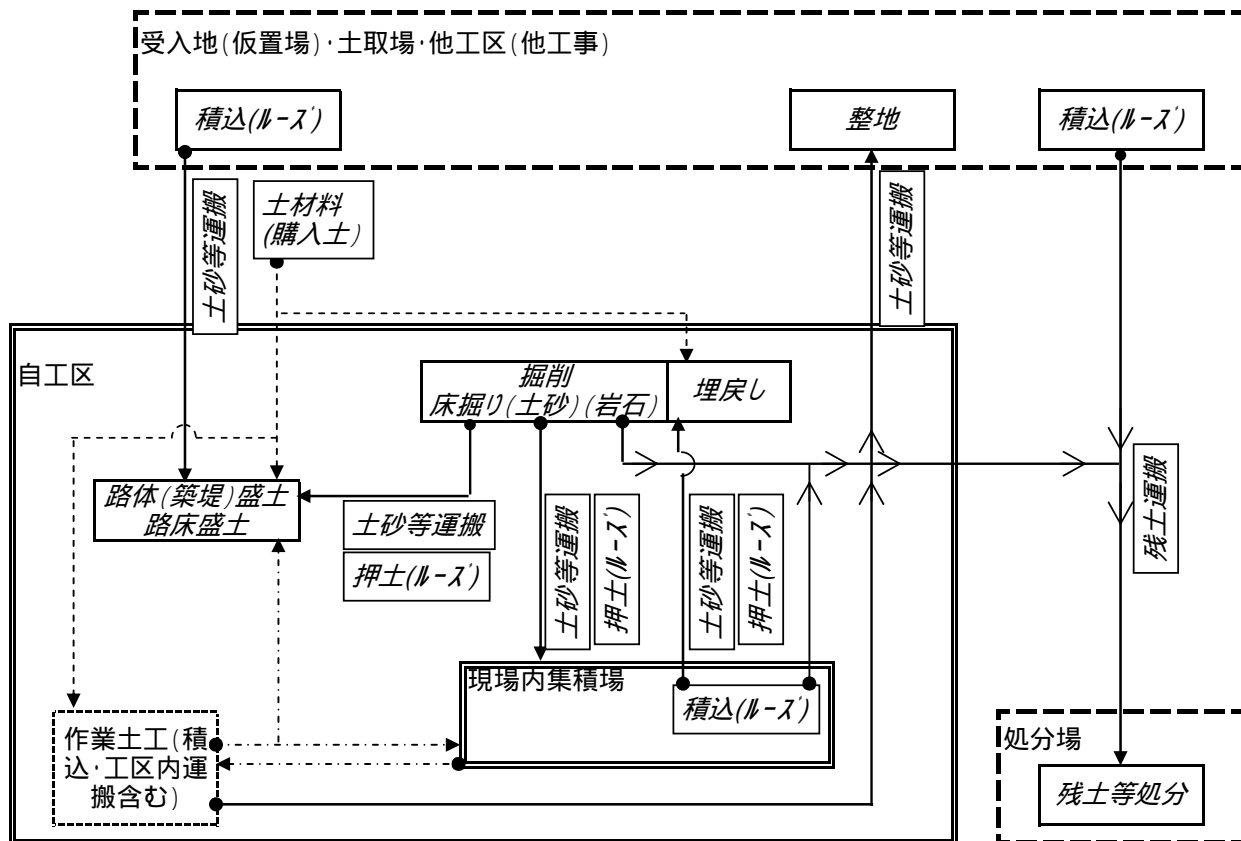 受入地(仮置場)･土取場･他工区(他工事)
積込(ﾙｰｽﾞ)
整地
積込(ﾙｰｽﾞ)
土砂等運搬
土材料
(購入土)
土砂等運搬
自工区
掘削
床掘り(土砂)(岩石)
埋戻し
路体(築堤)盛土
路床盛土
土砂等運搬
押土(ﾙｰｽﾞ)
土砂等運搬
押土(ﾙｰｽﾞ)
土砂等運搬
押土(ﾙｰｽﾞ)
残土運搬
現場内集積場
積込(ﾙｰｽﾞ)
作業土工(積
込･工区内運
搬含む)
処分場
残土等処分